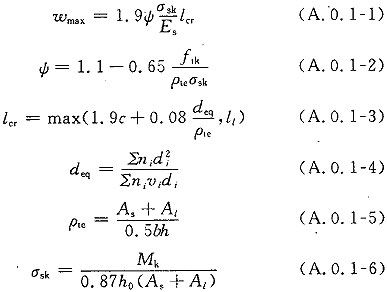 w_max = 1.9ψ σ_sk/E_s l_cr (A.0.1-1)
ψ = 1.1 − 0.65 f_tk/(ρ_te σ_sk) (A.0.1-2)
l_cr = max(1.9c + 0.08 d_eq/ρ_te, l_l) (A.0.1-3)
d_eq = Σn_i d_i²/Σn_i v_i d_i (A.0.1-4)
ρ_te = (A_s + A_l)/0.5bh (A.0.1-5)
σ_sk = M_k/(0.87h_0(A_s + A_l)) (A.0.1-6)